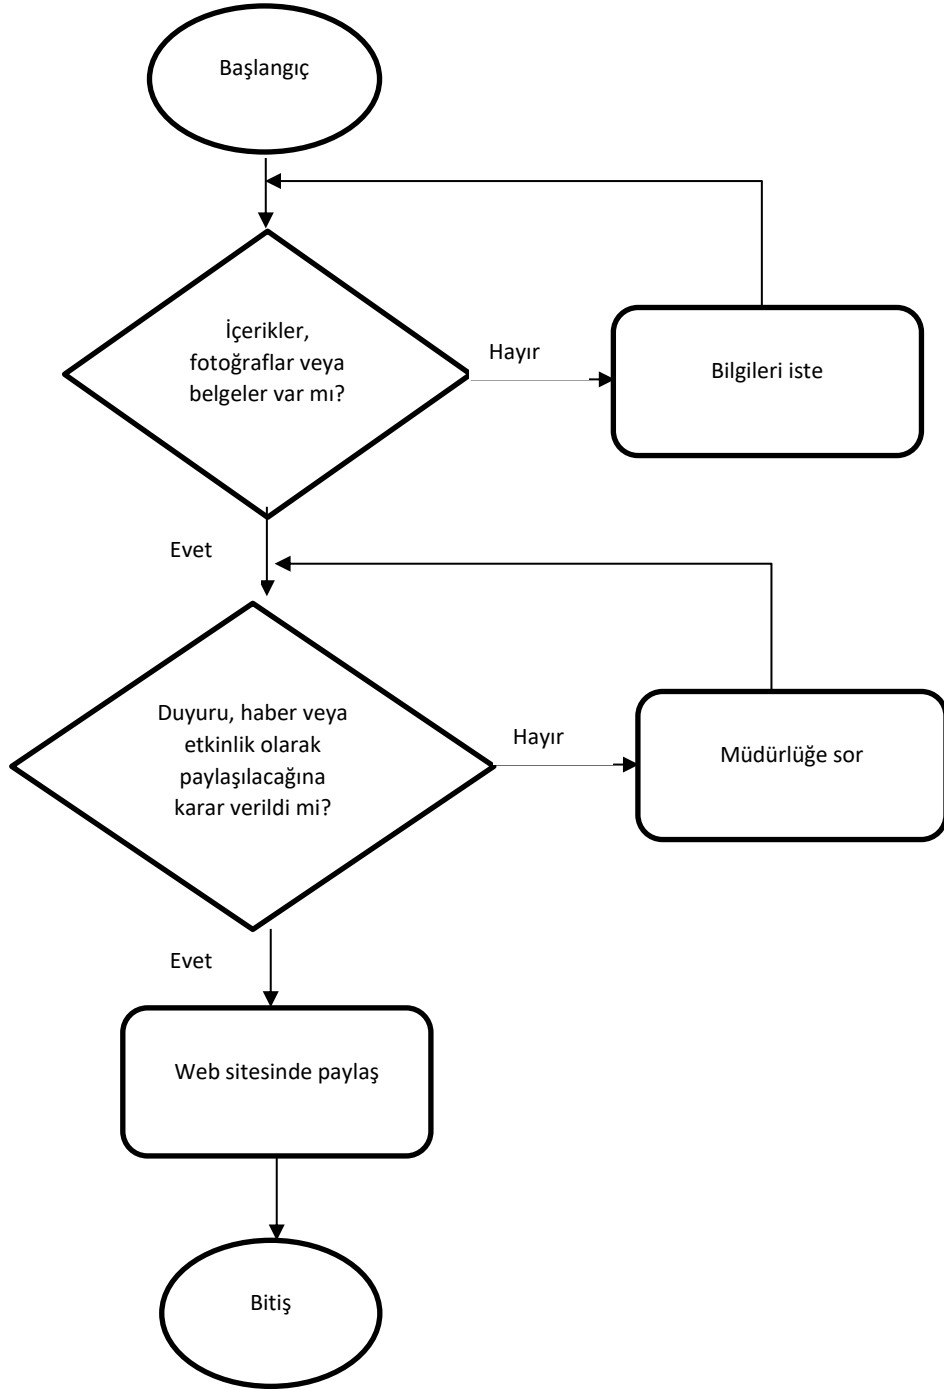 Başlangıç
İçerikler,
fotoğraflar veya
belgeler var mı?
Hayır
Bilgileri iste
Evet
Duyuru, haber veya
etkinlik olarak
paylaşılacağına
karar verildi mi?
Hayır
Müdürlüğe sor
Evet
Web sitesinde paylaş
Bitiş